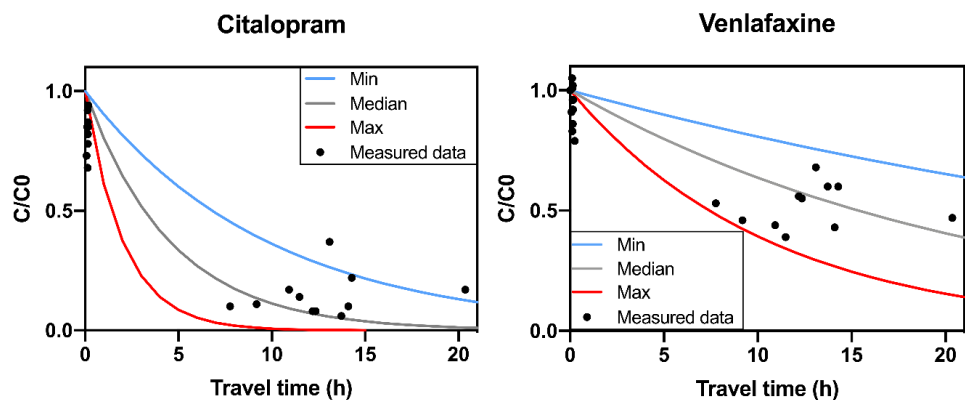 Citalopram
C/C0
1.0
0.5
0.0
0
5
10
15
20
Travel time (h)
Min
Median
Max
Measured data
Venlafaxine
C/C0
1.0
0.5
0.0
0
5
10
15
20
Travel time (h)
Min
Median
Max
Measured data